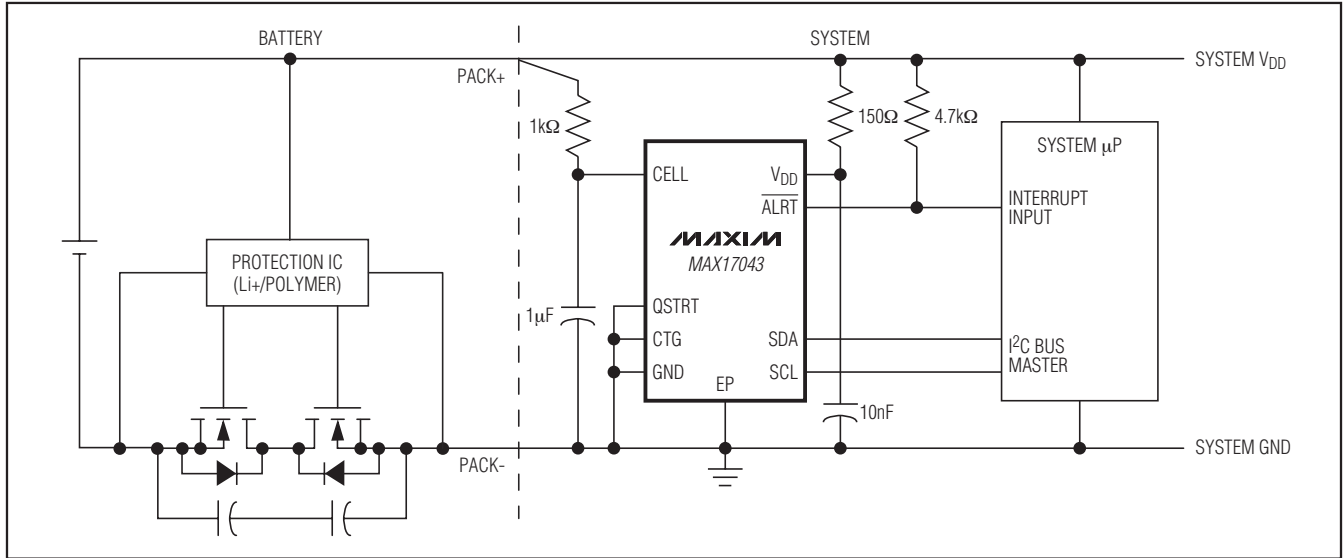 BATTERY
SYSTEM
SYSTEM VDD
PACK+
1kΩ
150Ω
4.7kΩ
SYSTEM μP
CELL
VDD
ALRT
INTERRUPT
INPUT
MAXIM
MAX17043
PROTECTION IC
(Li+/POLYMER)
1μF
QSTRT
CTG
GND
EP
SDA
SCL
I²C BUS
MASTER
10nF
PACK-
SYSTEM GND